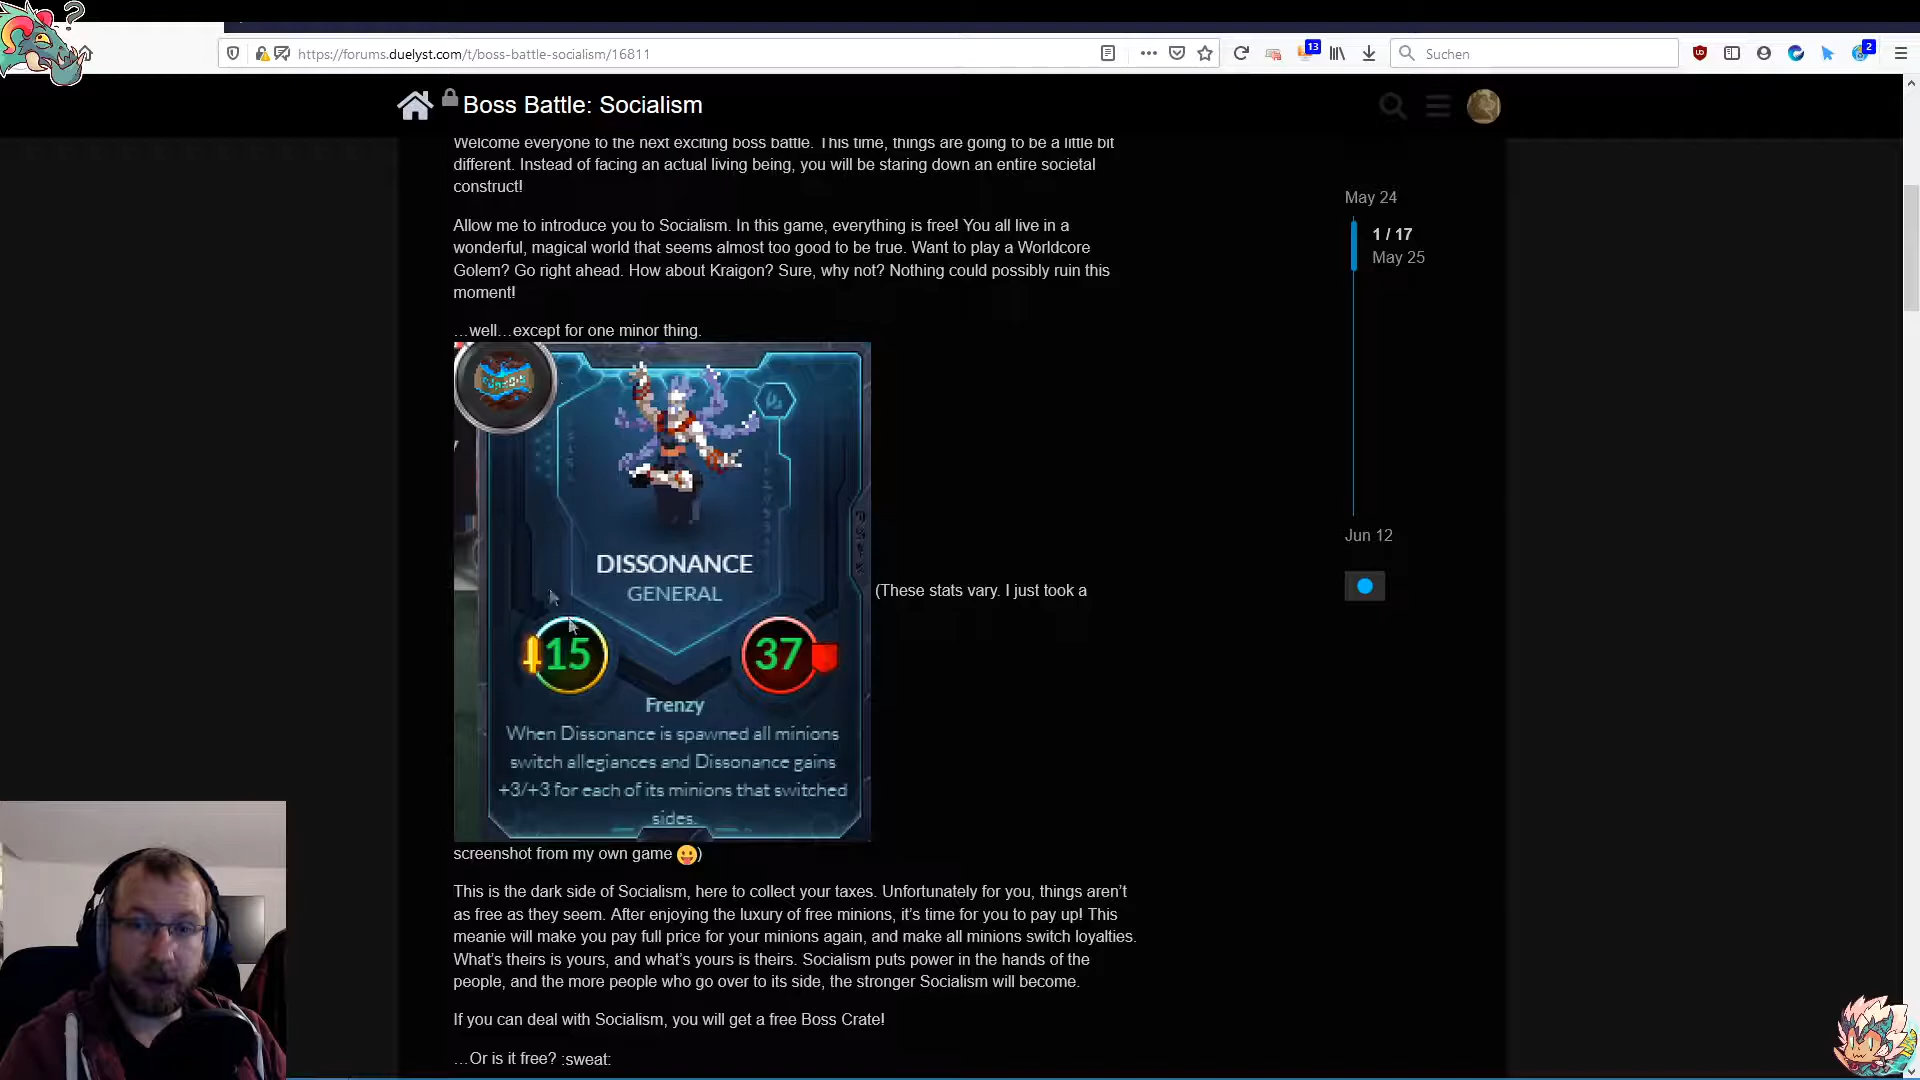 https://forums.duelyst.com/t/boss-battle-socialism/16811
13
Suchen
2
Boss Battle: Socialism
Welcome everyone to the next exciting boss battle. This time, things are going to be a little bit
different. Instead of facing an actual living being, you will be staring down an entire societal
construct!
Allow me to introduce you to Socialism. In this game, everything is free! You all live in a
wonderful, magical world that seems almost too good to be true. Want to play a Worldcore
Golem? Go right ahead. How about Kraigon? Sure, why not? Nothing could possibly ruin this
moment!
…well…except for one minor thing.
DISSONANCE
GENERAL
15
37
Frenzy
When Dissonance is spawned all minions
switch allegiances and Dissonance gains
+3/+3 for each of its minions that switched
sides.
(These stats vary. I just took a
screenshot from my own game 😛)
This is the dark side of Socialism, here to collect your taxes. Unfortunately for you, things aren’t
as free as they seem. After enjoying the luxury of free minions, it’s time for you to pay up! This
meanie will make you pay full price for your minions again, and make all minions switch loyalties.
What’s theirs is yours, and what’s yours is theirs. Socialism puts power in the hands of the
people, and the more people who go over to its side, the stronger Socialism will become.
If you can deal with Socialism, you will get a free Boss Crate!
…Or is it free? :sweat:
May 24
1 / 17
May 25
Jun 12